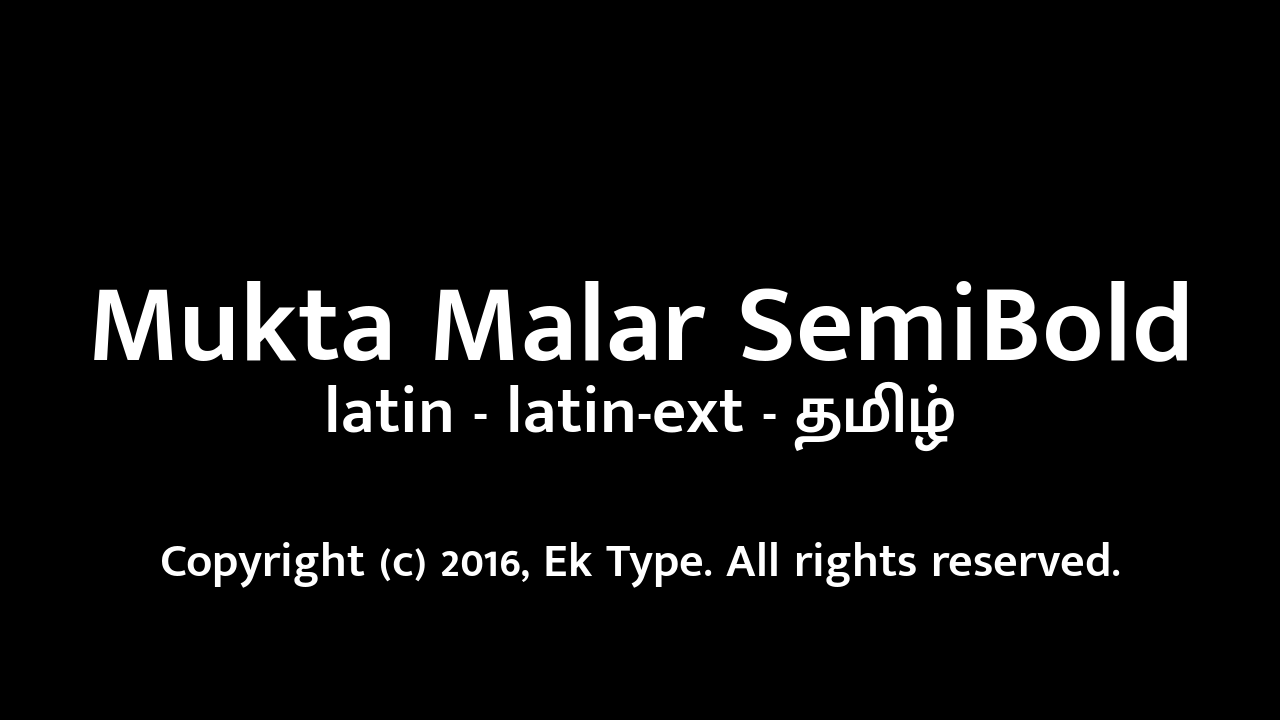 Mukta Malar SemiBold
latin - latin-ext - தமிழ்
Copyright (c) 2016, Ek Type. All rights reserved.